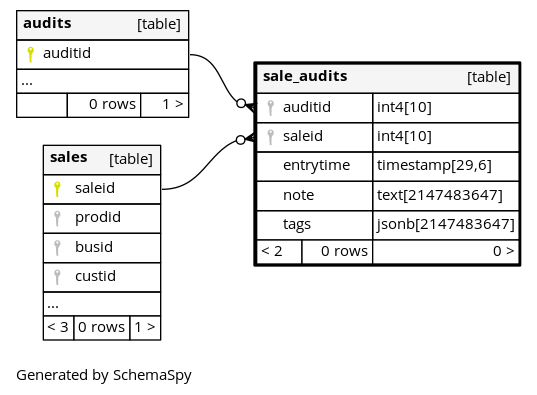 audits [table]
auditid
...
0 rows 1 >
sales [table]
saleid
prodid
busid
custid
...
< 3 0 rows 1 >
sale_audits [table]
auditid int4[10]
saleid int4[10]
entrytime timestamp[29,6]
note text[2147483647]
tags jsonb[2147483647]
< 2 0 rows 0 >
Generated by SchemaSpy